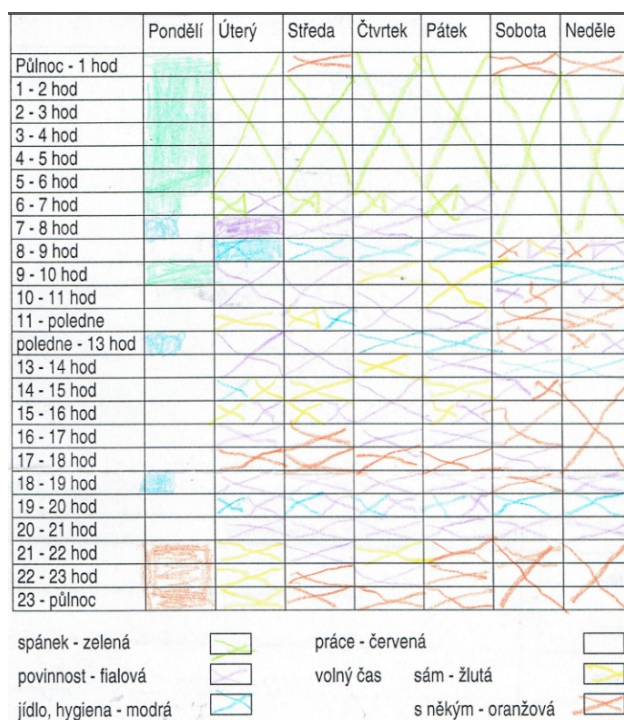 Pondělí Úterý Středa Čtvrtek Pátek Sobota Neděle
Půlnoc - 1 hod
1 - 2 hod
2 - 3 hod
3 - 4 hod
4 - 5 hod
5 - 6 hod
6 - 7 hod
7 - 8 hod
8 - 9 hod
9 - 10 hod
10 - 11 hod
11 - poledne
poledne - 13 hod
13 - 14 hod
14 - 15 hod
15 - 16 hod
16 - 17 hod
17 - 18 hod
18 - 19 hod
19 - 20 hod
20 - 21 hod
21 - 22 hod
22 - 23 hod
23 - půlnoc
spánek - zelená práce - červená
povinnost - fialová volný čas sám - žlutá
jídlo, hygiena - modrá s někým - oranžová